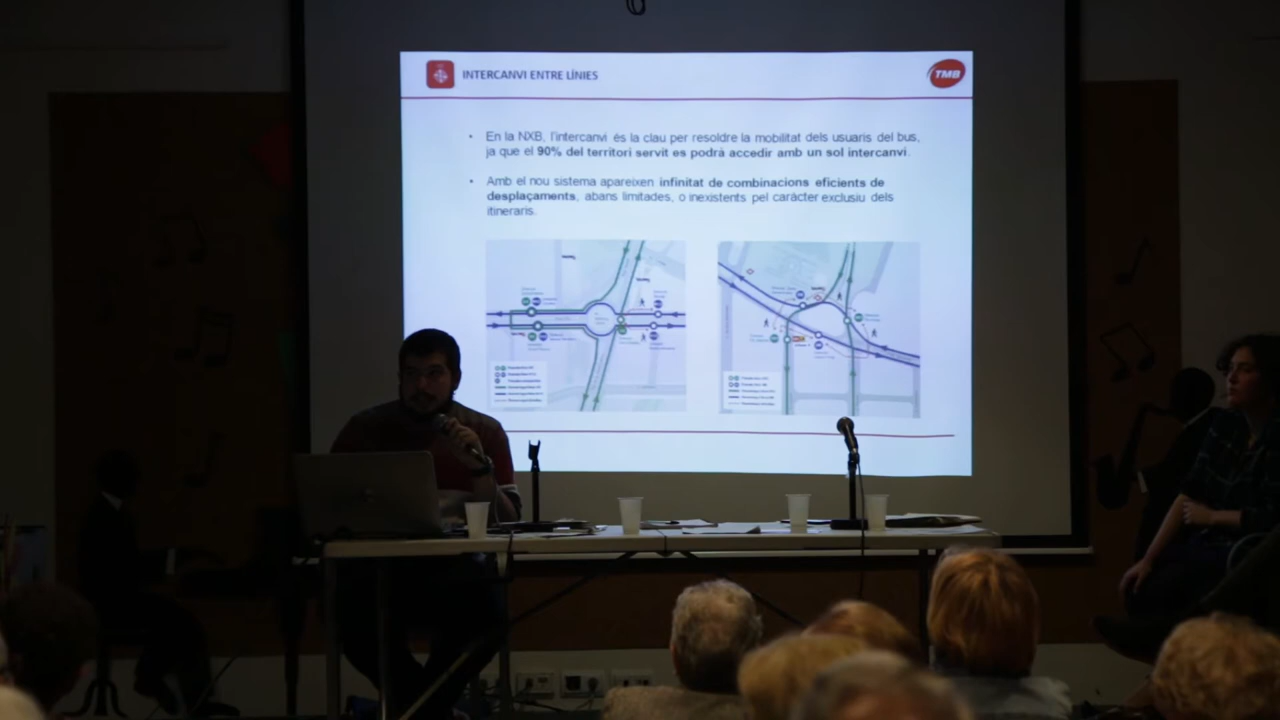 INTERCANVI ENTRE LÍNIES
TMB
En la NXB, l'intercanvi és la clau per resoldre la mobilitat dels usuaris del bus,
ja que el 90% del territori servit es podrà accedir amb un sol intercanvi.
Amb el nou sistema apareixen infinitat de combinacions eficients de
desplaçaments, abans limitades, o inexistents pel caràcter exclusiu dels
itineraris.